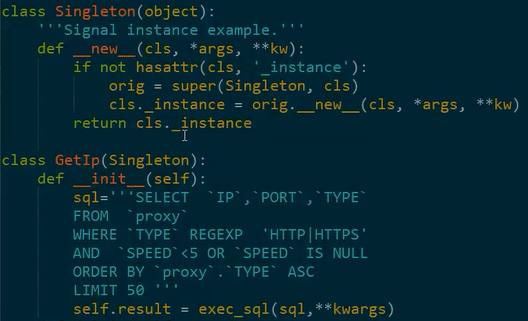 class Singleton(object):
    '''Signal instance example.'''
    def __new__(cls, *args, **kw):
        if not hasattr(cls, '_instance'):
            orig = super(Singleton, cls)
            cls._instance = orig.__new__(cls, *args, **kw)
        return cls._instance
class GetIp(Singleton):
    def __init__(self):
        sql='''SELECT  `IP`,`PORT`,`TYPE`
        FROM  `proxy`
        WHERE `TYPE` REGEXP  'HTTP|HTTPS'
        AND  `SPEED`<5 OR `SPEED` IS NULL
        ORDER BY `proxy`.`TYPE` ASC
        LIMIT 50 '''
        self.result = exec_sql(sql,**kwargs)